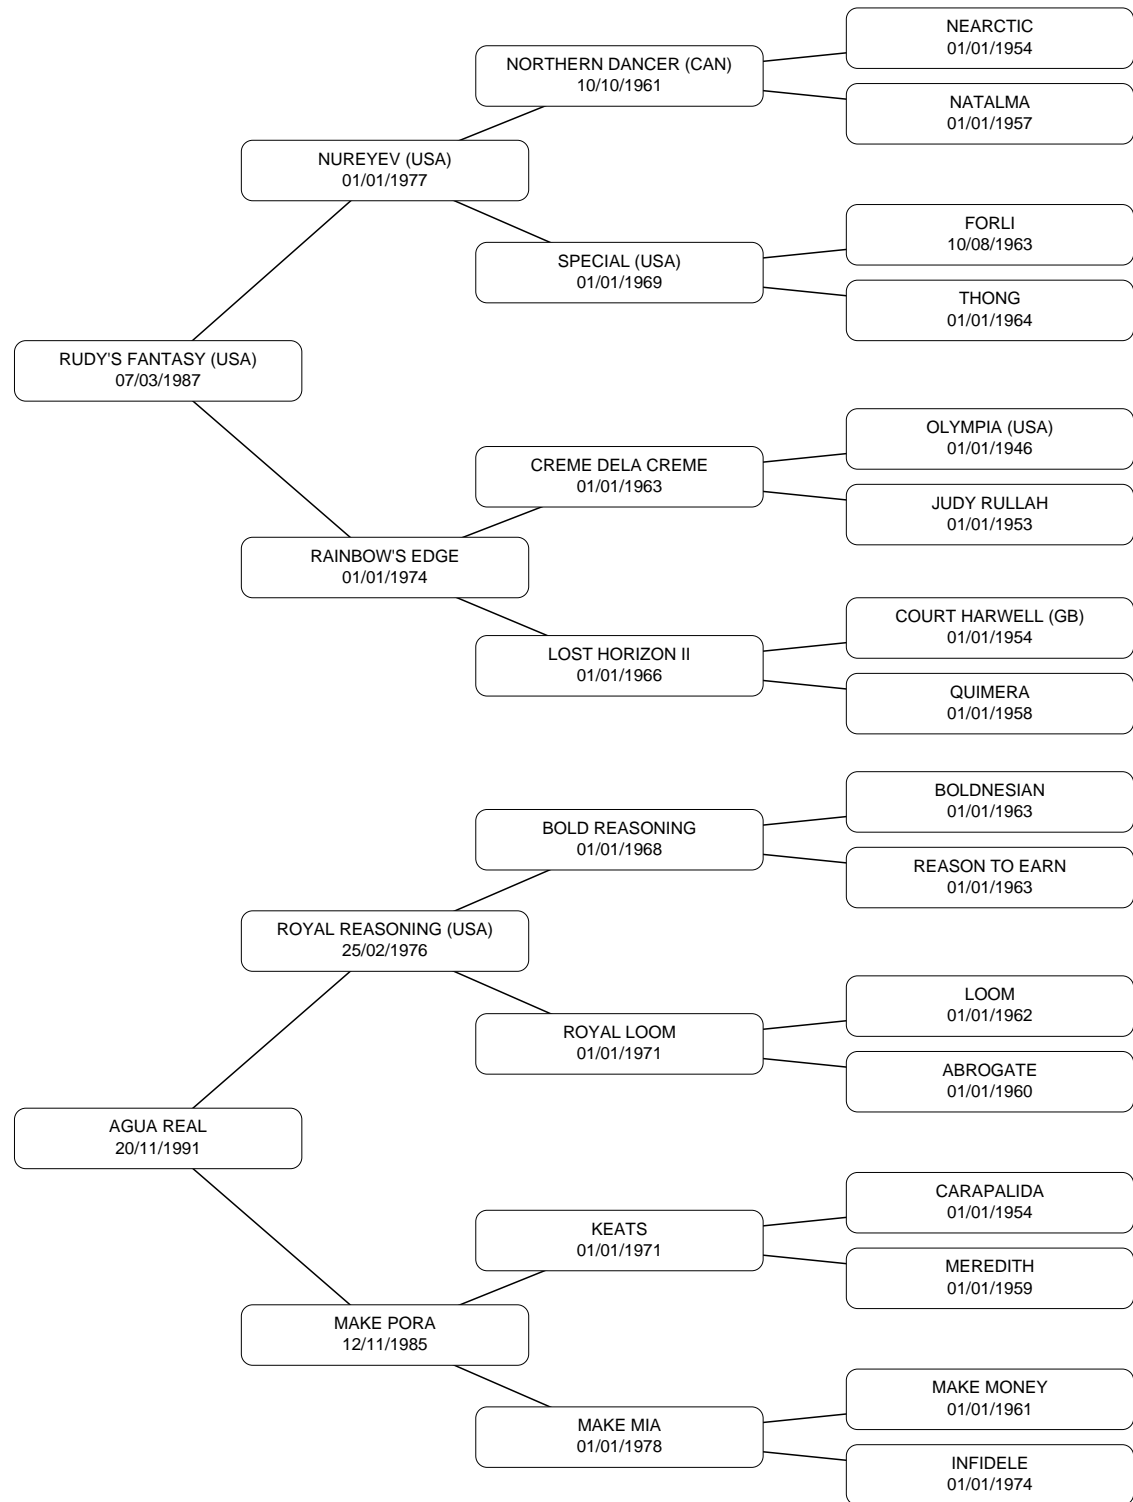 NEARCTIC
01/01/1954
NORTHERN DANCER (CAN)
10/10/1961
NATALMA
01/01/1957
NUREYEV (USA)
01/01/1977
FORLI
10/08/1963
SPECIAL (USA)
01/01/1969
THONG
01/01/1964
RUDY'S FANTASY (USA)
07/03/1987
OLYMPIA (USA)
01/01/1946
CREME DELA CREME
01/01/1963
JUDY RULLAH
01/01/1953
RAINBOW'S EDGE
01/01/1974
COURT HARWELL (GB)
01/01/1954
LOST HORIZON II
01/01/1966
QUIMERA
01/01/1958
BOLDNESIAN
01/01/1963
BOLD REASONING
01/01/1968
REASON TO EARN
01/01/1963
ROYAL REASONING (USA)
25/02/1976
LOOM
01/01/1962
ROYAL LOOM
01/01/1971
ABROGATE
01/01/1960
AGUA REAL
20/11/1991
CARAPALIDA
01/01/1954
KEATS
01/01/1971
MEREDITH
01/01/1959
MAKE PORA
12/11/1985
MAKE MONEY
01/01/1961
MAKE MIA
01/01/1978
INFIDELE
01/01/1974